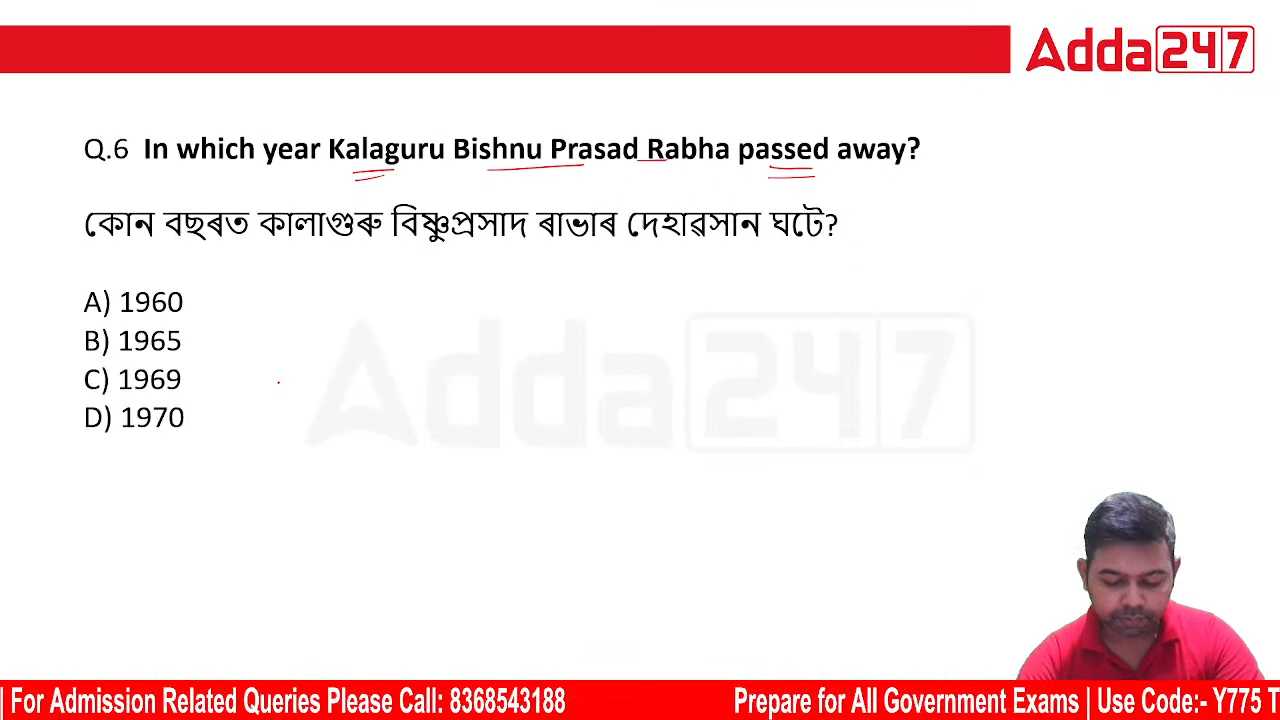 Adda247
Q.6 In which year Kalaguru Bishnu Prasad Rabha passed away?
কোন বছৰত কালাগুৰু বিষ্ণুপ্ৰসাদ ৰাভাৰ দেহাৱসান ঘটে?
A) 1960
B) 1965
C) 1969
D) 1970
Adda247
| For Admission Related Queries Please Call: 8368543188 Prepare for All Government Exams | Use Code:- Y775 T